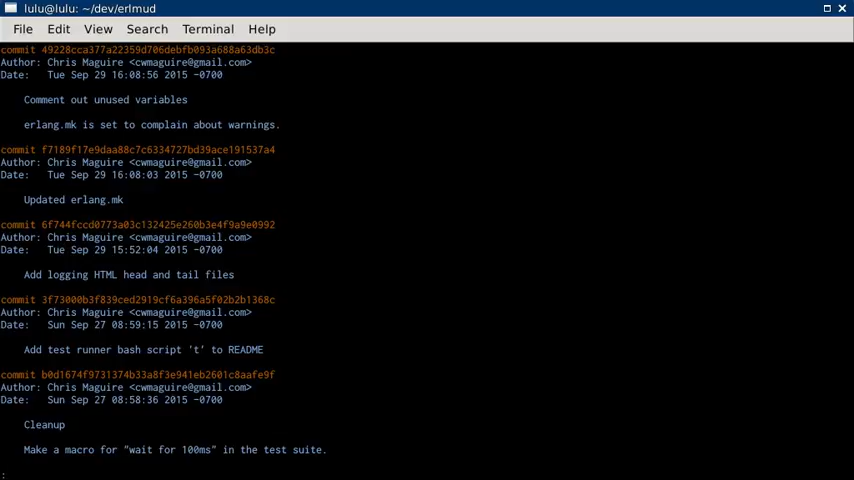 lulu@lulu: ~/dev/erlmud
File Edit View Search Terminal Help
commit 49228cca377a22359d706debfb093a688a63db3c
Author: Chris Maguire <cwmaguire@gmail.com>
Date: Tue Sep 29 16:08:56 2015 -0700
Comment out unused variables
erlang.mk is set to complain about warnings.
commit f7189f17e9daa88c7c6334727bd39ace191537a4
Author: Chris Maguire <cwmaguire@gmail.com>
Date: Tue Sep 29 16:08:03 2015 -0700
Updated erlang.mk
commit 6f744fccd0773a03c132425e260b3e4f9a9e0992
Author: Chris Maguire <cwmaguire@gmail.com>
Date: Tue Sep 29 15:52:04 2015 -0700
Add logging HTML head and tail files
commit 3f73000b3f839ced2919cf6a396a5f02b2b1368c
Author: Chris Maguire <cwmaguire@gmail.com>
Date: Sun Sep 27 08:59:15 2015 -0700
Add test runner bash script 't' to README
commit b0d1674f9731374b33a8f3e941eb2601c8aafe9f
Author: Chris Maguire <cwmaguire@gmail.com>
Date: Sun Sep 27 08:58:36 2015 -0700
Cleanup
Make a macro for "wait for 100ms" in the test suite.
: